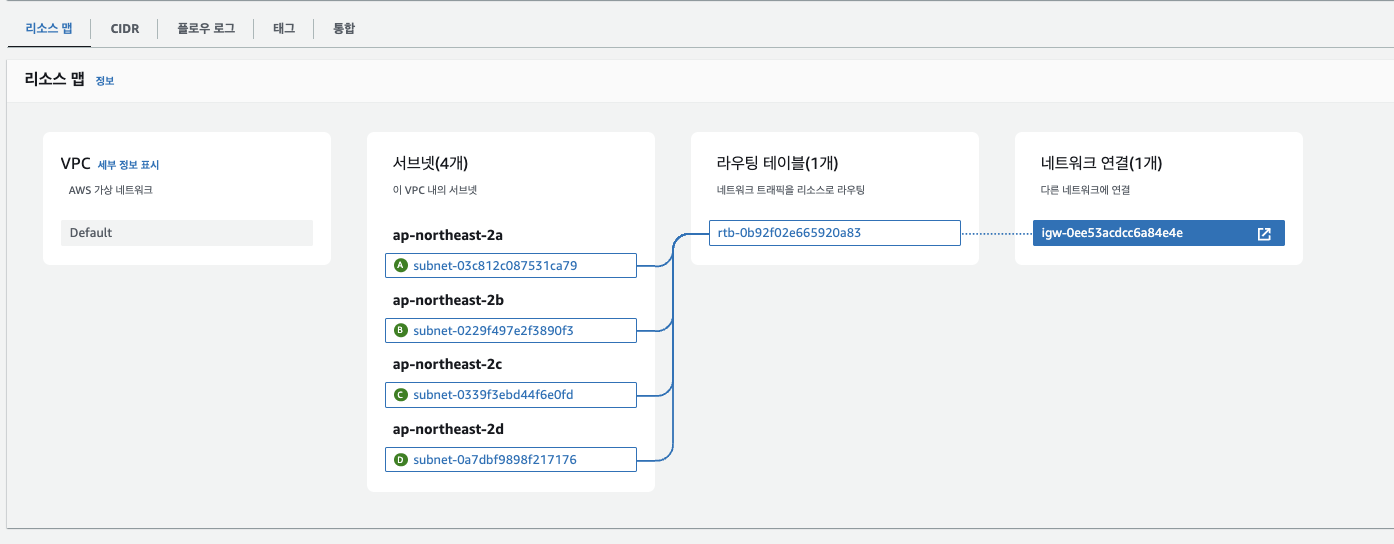 리소스 맵
CIDR
플로우 로그
태그
통합
리소스 맵 정보
VPC 세부 정보 표시
AWS 가상 네트워크
Default
서브넷(4개)
이 VPC 내의 서브넷
ap-northeast-2a
A subnet-03c812c087531ca79
ap-northeast-2b
B subnet-0229f497e2f3890f3
ap-northeast-2c
C subnet-0339f3ebd44f6e0fd
ap-northeast-2d
D subnet-0a7dbf9898f217176
라우팅 테이블(1개)
네트워크 트래픽을 리소스로 라우팅
rtb-0b92f02e665920a83
네트워크 연결(1개)
다른 네트워크에 연결
igw-0ee53acdcc6a84e4e